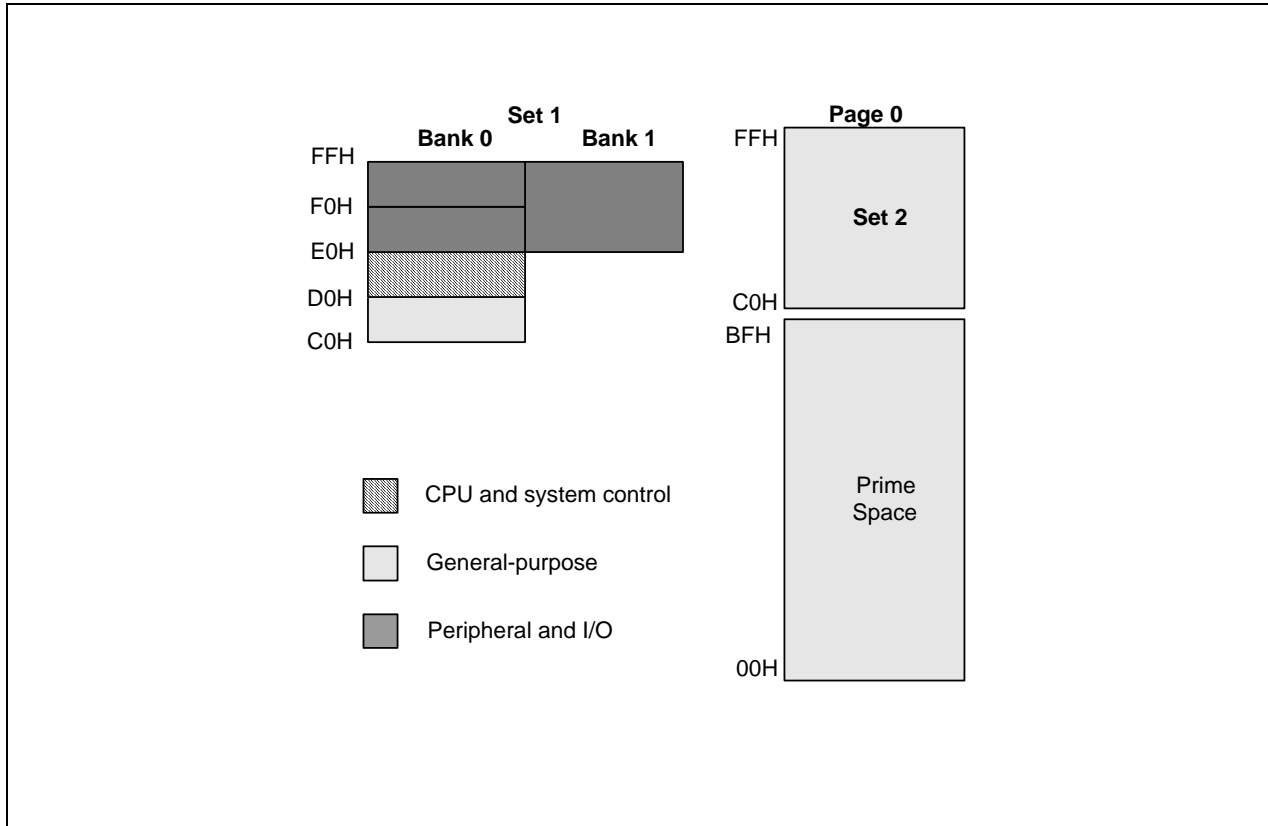 Set 1
Bank 0 Bank 1
FFH
F0H
E0H
D0H
C0H
Page 0
FFH
Set 2
C0H
BFH
Prime
Space
00H
CPU and system control
General-purpose
Peripheral and I/O